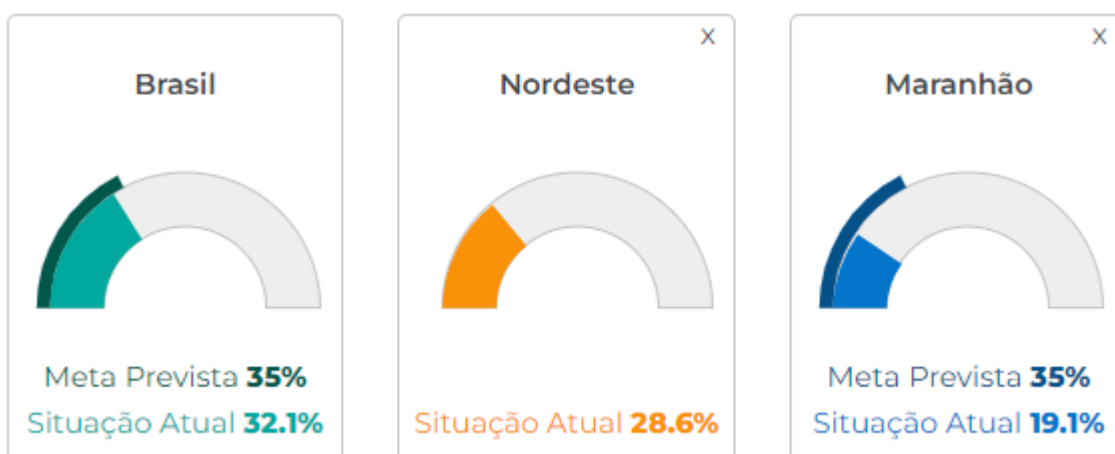 Brasil
Meta Prevista 35%
Situação Atual 32.1%
X
Nordeste
Situação Atual 28.6%
X
Maranhão
Meta Prevista 35%
Situação Atual 19.1%